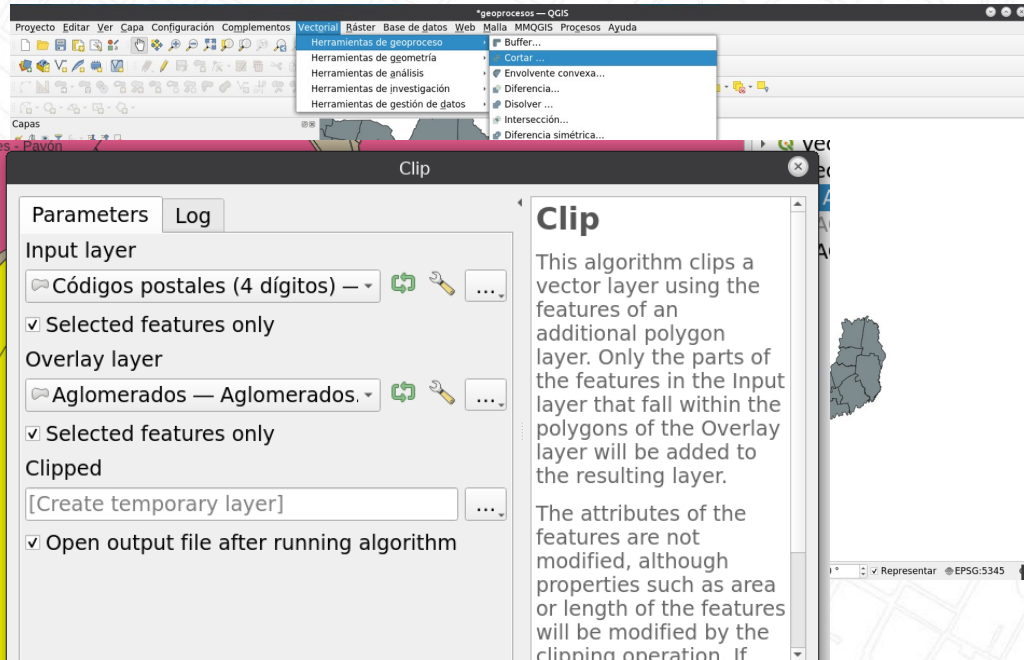 *geoprocesos — QGIS
Proyecto Editar Ver Capa Configuración Complementos Vectorial Ráster Base de datos Web Malla MMQGIS Procesos Ayuda
Herramientas de geoproceso
Herramientas de geometría
Herramientas de análisis
Herramientas de investigación
Herramientas de gestión de datos
Buffer...
Cortar ...
Envolvente convexa...
Diferencia...
Disolver ...
Intersección...
Diferencia simétrica...
Capas
es - Pavón
Clip
Parameters Log
Input layer
Códigos postales (4 dígitos) —
...
Selected features only
Overlay layer
Aglomerados — Aglomerados.
...
Selected features only
Clipped
[Create temporary layer]
...
Open output file after running algorithm
Clip
This algorithm clips a
vector layer using the
features of an
additional polygon
layer. Only the parts of
the features in the Input
layer that fall within the
polygons of the Overlay
layer will be added to
the resulting layer.
The attributes of the
features are not
modified, although
properties such as area
or length of the features
will be modified by the
clipping operation. If
Representar EPSG:5345